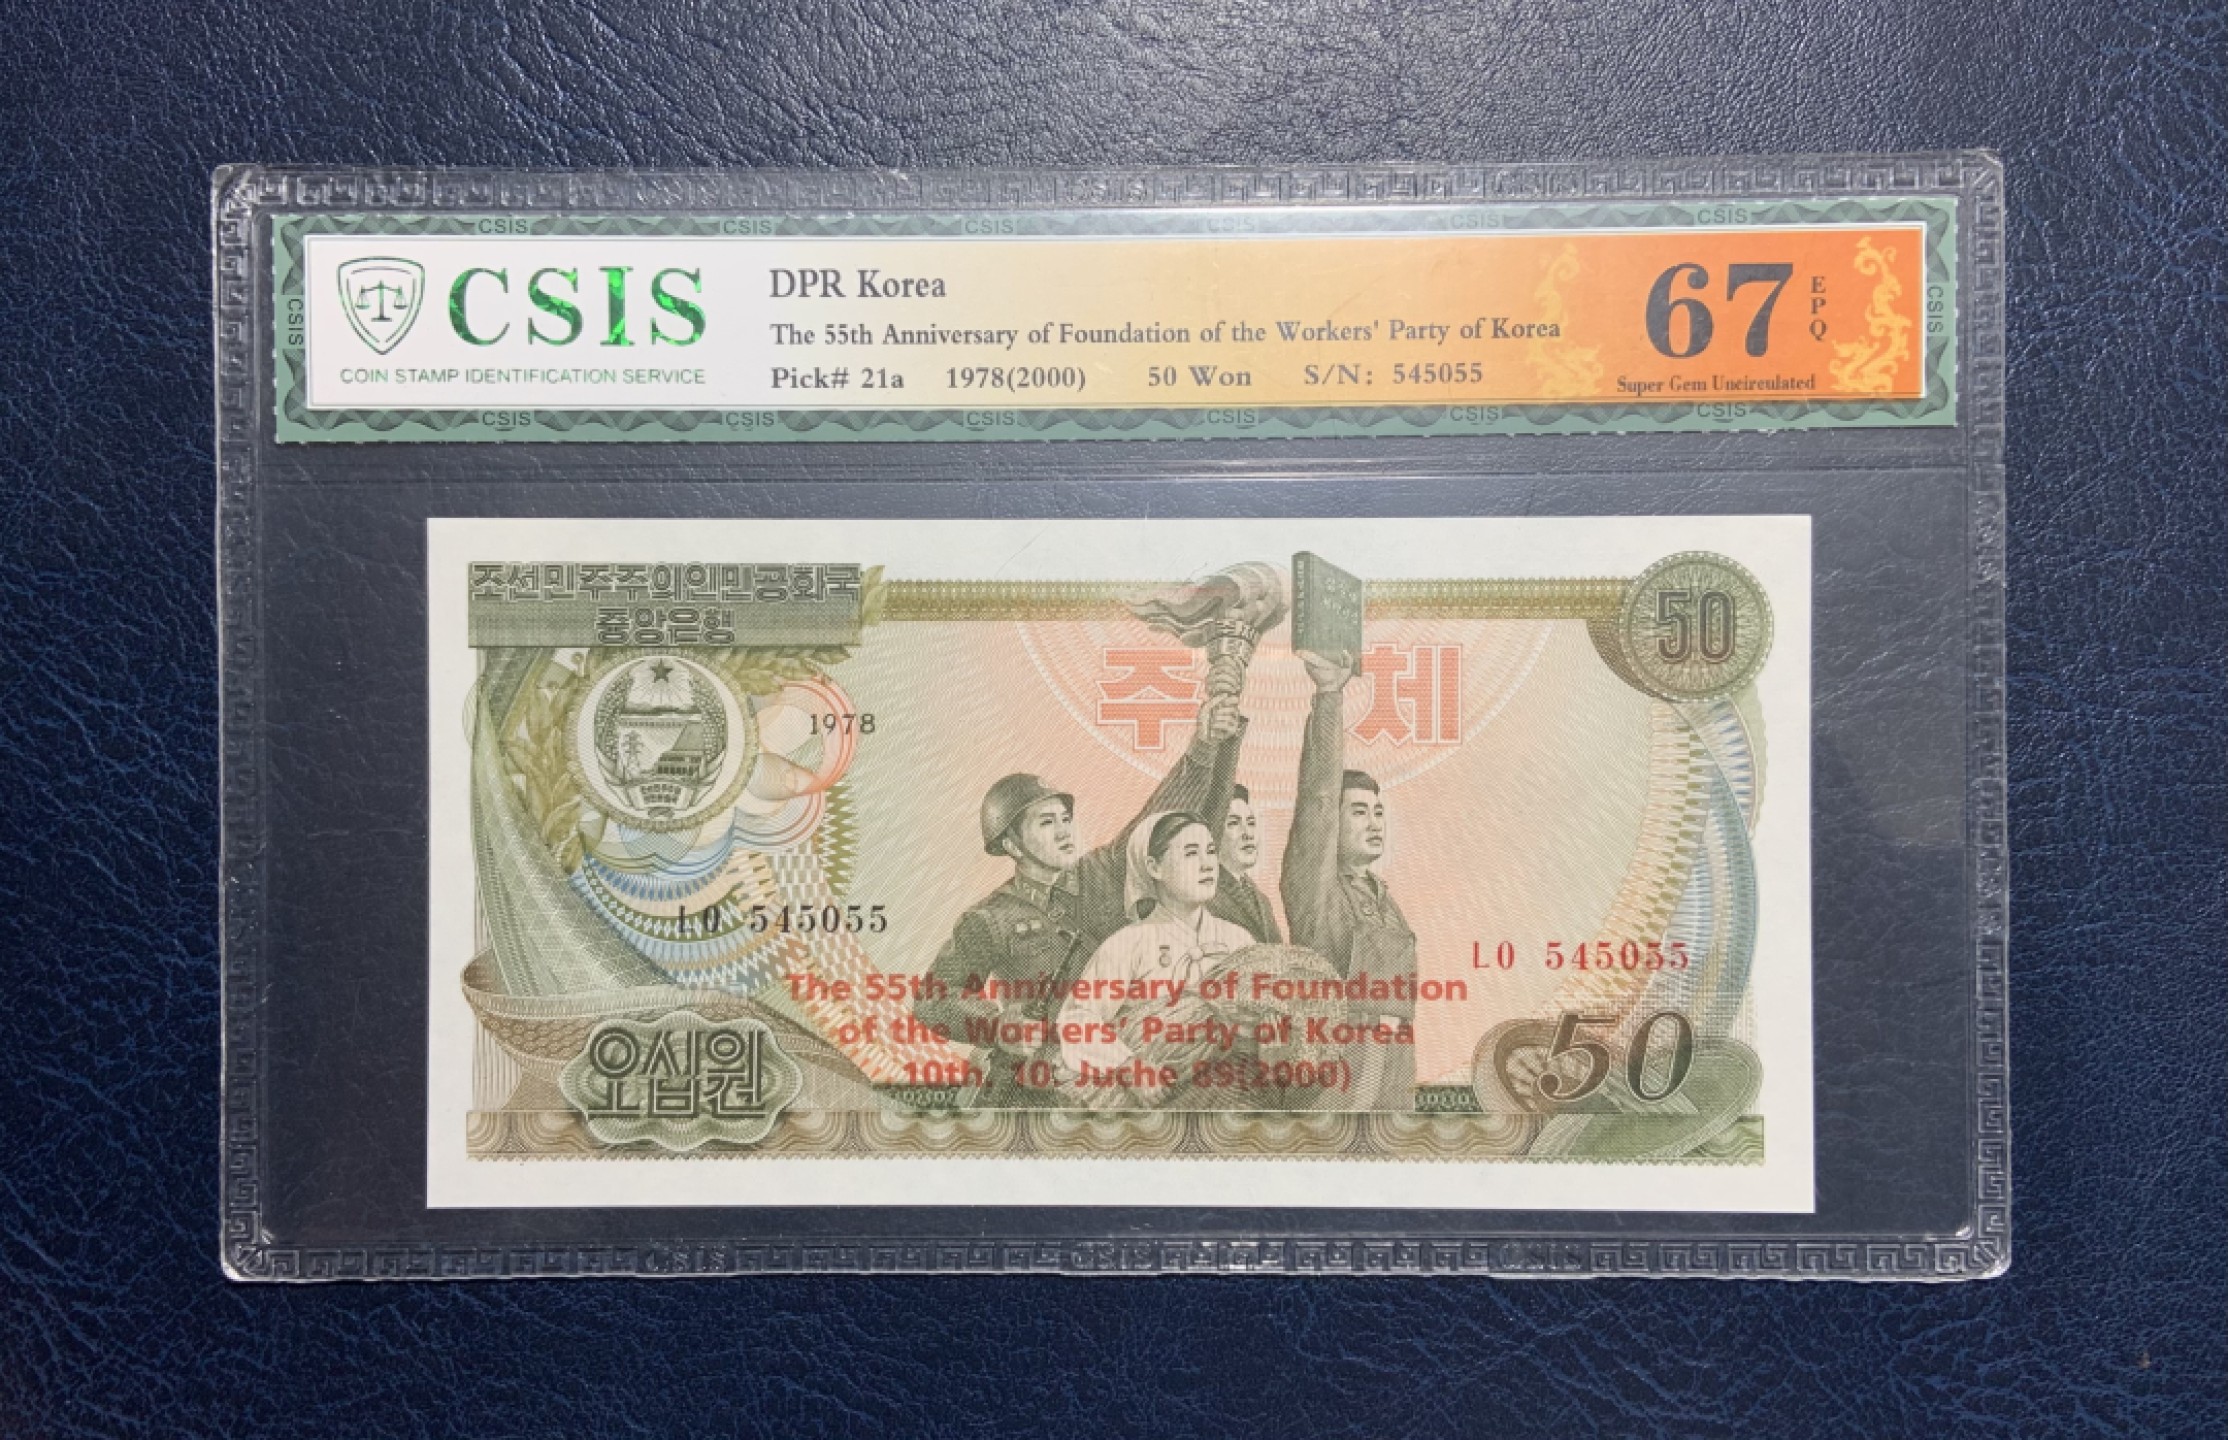 CSIS
COIN STAMP IDENTIFICATION SERVICE
DPR Korea
The 55th Anniversary of Foundation of the Workers' Party of Korea
Pick# 21a 1978(2000) 50 Won S/N: 545055
67 EPQ
Super Gem Uncirculated
조선민주주의인민공화국
중앙은행
50
주체
1978
LO 545055
LO 545055
The 55th Anniversary of Foundation
of the Workers' Party of Korea
10th. 10. Juche 89(2000)
오십원
50